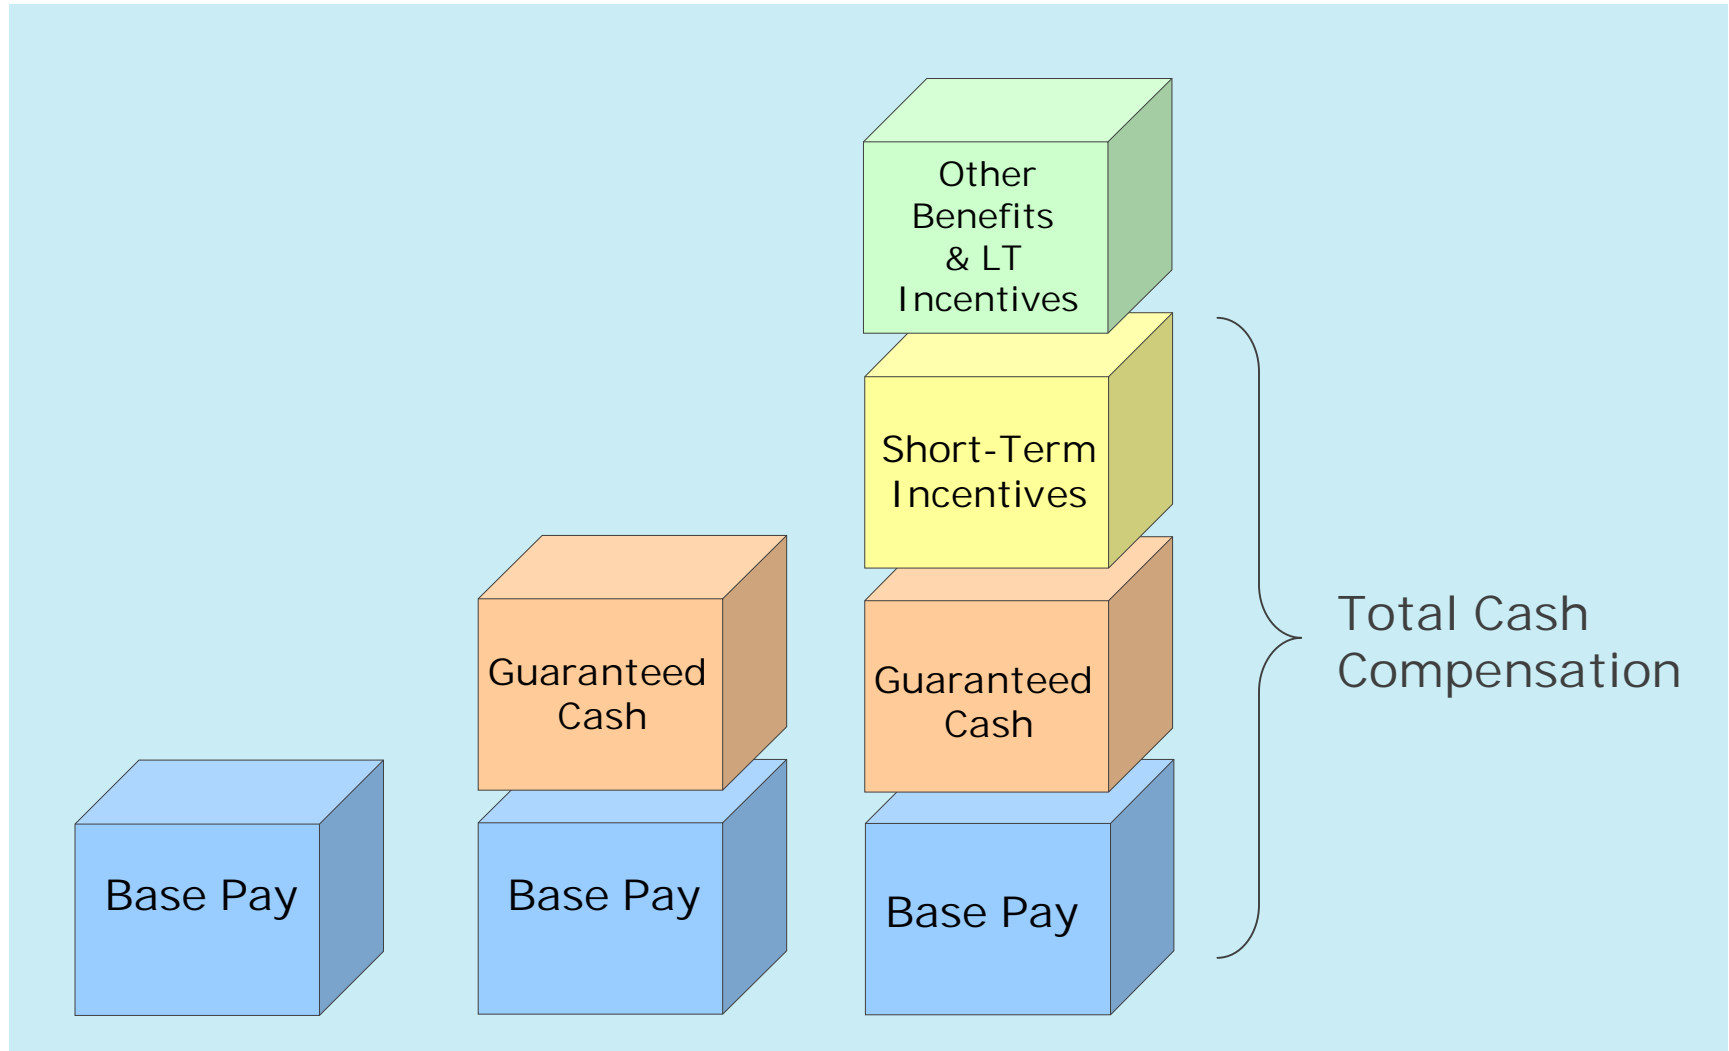 Other
Benefits
& LT
Incentives
Short-Term
Incentives
Guaranteed
Cash
Guaranteed
Cash
Base Pay
Base Pay
Base Pay
Total Cash
Compensation